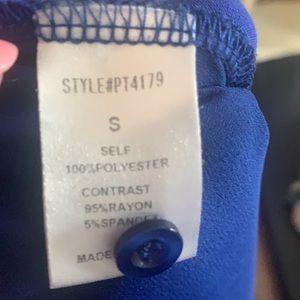 STYLE#PT4179
S
SELF
100%POLYESTER
CONTRAST
95%RAYON
5%SPANDEX
MADE